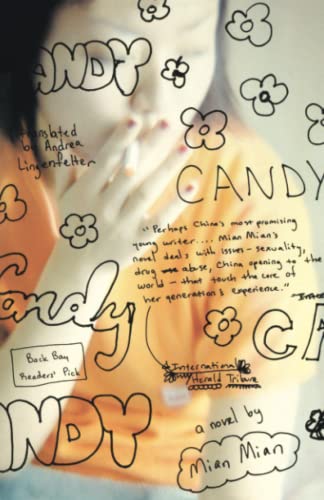 ANDY
translated
by Andrea
Lingenfelter
CANDY
"Perhaps China's most promising
young writer.... Mian Mian's
novel deals with issues - sexuality,
drug abuse, China opening to the
world - that touch the core of
her generation's experience."
Candy
CA
International
Herald Tribune
Back Bay
Readers' Pick
ANDY
a novel by
Mian Mian